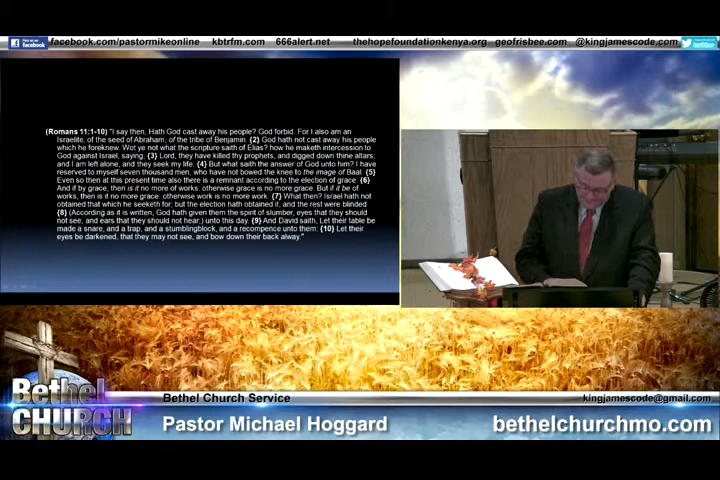 facebook.com/pastormikeonline kbtrfm.com 666alert.net thehopefoundationkenya.org geofrisbee.com @kingjamescode.com
(Romans 11:1-10) "I say then, Hath God cast away his people? God forbid. For I also am an
Israelite, of the seed of Abraham, of the tribe of Benjamin. {2} God hath not cast away his people
which he foreknew. Wot ye not what the scripture saith of Elias? how he maketh intercession to
God against Israel, saying, {3} Lord, they have killed thy prophets, and digged down thine altars;
and I am left alone, and they seek my life. {4} But what saith the answer of God unto him? I have
reserved to myself seven thousand men, who have not bowed the knee to the image of Baal. {5}
Even so then at this present time also there is a remnant according to the election of grace. {6}
And if by grace, then is it no more of works: otherwise grace is no more grace. But if it be of
works, then is it no more grace: otherwise work is no more work. {7} What then? Israel hath not
obtained that which he seeketh for; but the election hath obtained it, and the rest were blinded
{8} (According as it is written, God hath given them the spirit of slumber, eyes that they should
not see, and ears that they should not hear;) unto this day. {9} And David saith, Let their table be
made a snare, and a trap, and a stumblingblock, and a recompence unto them: {10} Let their
eyes be darkened, that they may not see, and bow down their back alway."
Bethel
CHURCH
Bethel Church Service
kingjamescode@gmail.com
Pastor Michael Hoggard
bethelchurchmo.com